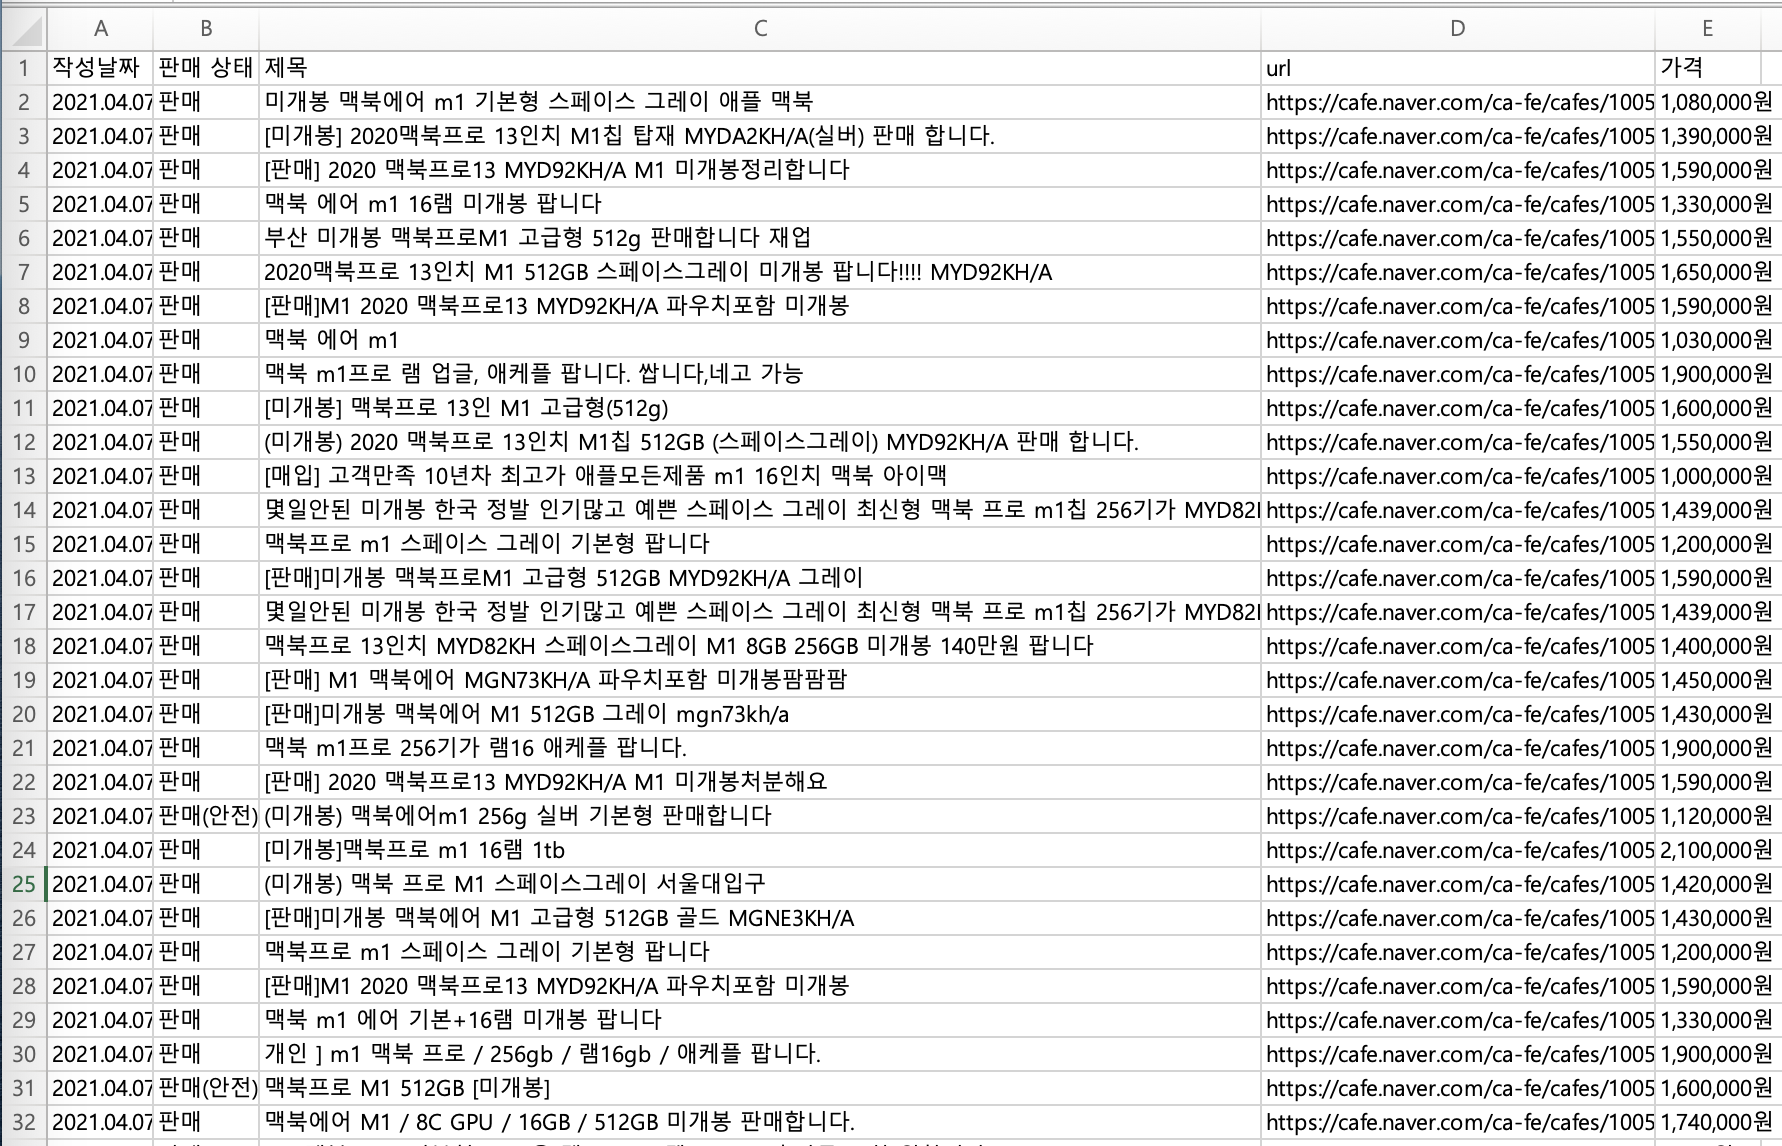 A B C D E
1 작성날짜 판매 상태 제목 url 가격
2 2021.04.07 판매 미개봉 맥북에어 m1 기본형 스페이스 그레이 애플 맥북 https://cafe.naver.com/ca-fe/cafes/1005 1,080,000원
3 2021.04.07 판매 [미개봉] 2020맥북프로 13인치 M1칩 탑재 MYDA2KH/A(실버) 판매 합니다. https://cafe.naver.com/ca-fe/cafes/1005 1,390,000원
4 2021.04.07 판매 [판매] 2020 맥북프로13 MYD92KH/A M1 미개봉정리합니다 https://cafe.naver.com/ca-fe/cafes/1005 1,590,000원
5 2021.04.07 판매 맥북 에어 m1 16램 미개봉 팝니다 https://cafe.naver.com/ca-fe/cafes/1005 1,330,000원
6 2021.04.07 판매 부산 미개봉 맥북프로M1 고급형 512g 판매합니다 재업 https://cafe.naver.com/ca-fe/cafes/1005 1,550,000원
7 2021.04.07 판매 2020맥북프로 13인치 M1 512GB 스페이스그레이 미개봉 팝니다!!!! MYD92KH/A https://cafe.naver.com/ca-fe/cafes/1005 1,650,000원
8 2021.04.07 판매 [판매]M1 2020 맥북프로13 MYD92KH/A 파우치포함 미개봉 https://cafe.naver.com/ca-fe/cafes/1005 1,590,000원
9 2021.04.07 판매 맥북 에어 m1 https://cafe.naver.com/ca-fe/cafes/1005 1,030,000원
10 2021.04.07 판매 맥북 m1프로 램 업글, 애케플 팝니다. 쌉니다,네고 가능 https://cafe.naver.com/ca-fe/cafes/1005 1,900,000원
11 2021.04.07 판매 [미개봉] 맥북프로 13인 M1 고급형(512g) https://cafe.naver.com/ca-fe/cafes/1005 1,600,000원
12 2021.04.07 판매 (미개봉) 2020 맥북프로 13인치 M1칩 512GB (스페이스그레이) MYD92KH/A 판매 합니다. https://cafe.naver.com/ca-fe/cafes/1005 1,550,000원
13 2021.04.07 판매 [매입] 고객만족 10년차 최고가 애플모든제품 m1 16인치 맥북 아이맥 https://cafe.naver.com/ca-fe/cafes/1005 1,000,000원
14 2021.04.07 판매 몇일안된 미개봉 한국 정발 인기많고 예쁜 스페이스 그레이 최신형 맥북 프로 m1칩 256기가 MYD82 https://cafe.naver.com/ca-fe/cafes/1005 1,439,000원
15 2021.04.07 판매 맥북프로 m1 스페이스 그레이 기본형 팝니다 https://cafe.naver.com/ca-fe/cafes/1005 1,200,000원
16 2021.04.07 판매 [판매]미개봉 맥북프로M1 고급형 512GB MYD92KH/A 그레이 https://cafe.naver.com/ca-fe/cafes/1005 1,590,000원
17 2021.04.07 판매 몇일안된 미개봉 한국 정발 인기많고 예쁜 스페이스 그레이 최신형 맥북 프로 m1칩 256기가 MYD82 https://cafe.naver.com/ca-fe/cafes/1005 1,439,000원
18 2021.04.07 판매 맥북프로 13인치 MYD82KH 스페이스그레이 M1 8GB 256GB 미개봉 140만원 팝니다 https://cafe.naver.com/ca-fe/cafes/1005 1,400,000원
19 2021.04.07 판매 [판매] M1 맥북에어 MGN73KH/A 파우치포함 미개봉팜팜팜 https://cafe.naver.com/ca-fe/cafes/1005 1,450,000원
20 2021.04.07 판매 [판매]미개봉 맥북에어 M1 512GB 그레이 mgn73kh/a https://cafe.naver.com/ca-fe/cafes/1005 1,430,000원
21 2021.04.07 판매 맥북 m1프로 256기가 램16 애케플 팝니다. https://cafe.naver.com/ca-fe/cafes/1005 1,900,000원
22 2021.04.07 판매 [판매] 2020 맥북프로13 MYD92KH/A M1 미개봉처분해요 https://cafe.naver.com/ca-fe/cafes/1005 1,590,000원
23 2021.04.07 판매(안전) (미개봉) 맥북에어m1 256g 실버 기본형 판매합니다 https://cafe.naver.com/ca-fe/cafes/1005 1,120,000원
24 2021.04.07 판매 [미개봉]맥북프로 m1 16램 1tb https://cafe.naver.com/ca-fe/cafes/1005 2,100,000원
25 2021.04.07 판매 (미개봉) 맥북 프로 M1 스페이스그레이 서울대입구 https://cafe.naver.com/ca-fe/cafes/1005 1,420,000원
26 2021.04.07 판매 [판매]미개봉 맥북에어 M1 고급형 512GB 골드 MGNE3KH/A https://cafe.naver.com/ca-fe/cafes/1005 1,430,000원
27 2021.04.07 판매 맥북프로 m1 스페이스 그레이 기본형 팝니다 https://cafe.naver.com/ca-fe/cafes/1005 1,200,000원
28 2021.04.07 판매 [판매]M1 2020 맥북프로13 MYD92KH/A 파우치포함 미개봉 https://cafe.naver.com/ca-fe/cafes/1005 1,590,000원
29 2021.04.07 판매 맥북 m1 에어 기본+16램 미개봉 팝니다 https://cafe.naver.com/ca-fe/cafes/1005 1,330,000원
30 2021.04.07 판매 개인 ] m1 맥북 프로 / 256gb / 램16gb / 애케플 팝니다. https://cafe.naver.com/ca-fe/cafes/1005 1,900,000원
31 2021.04.07 판매(안전) 맥북프로 M1 512GB [미개봉] https://cafe.naver.com/ca-fe/cafes/1005 1,600,000원
32 2021.04.07 판매 맥북에어 M1 / 8C GPU / 16GB / 512GB 미개봉 판매합니다. https://cafe.naver.com/ca-fe/cafes/1005 1,740,000원